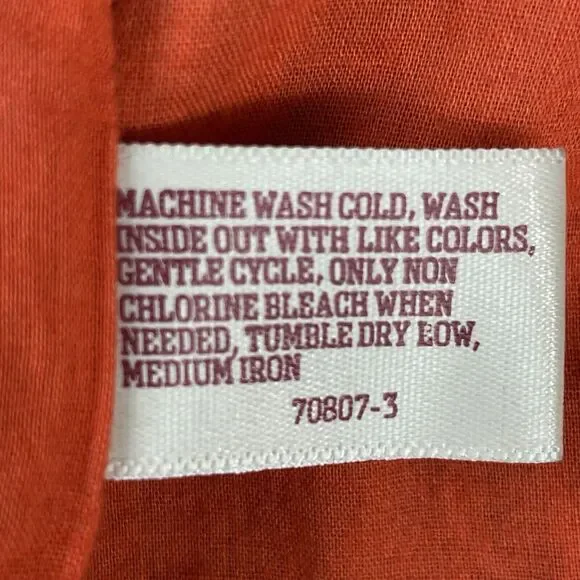 MACHINE WASH COLD, WASH
INSIDE OUT WITH LIKE COLORS,
GENTLE CYCLE, ONLY NON
CHLORINE BLEACH WHEN
NEEDED, TUMBLE DRY LOW,
MEDIUM IRON
70807-3